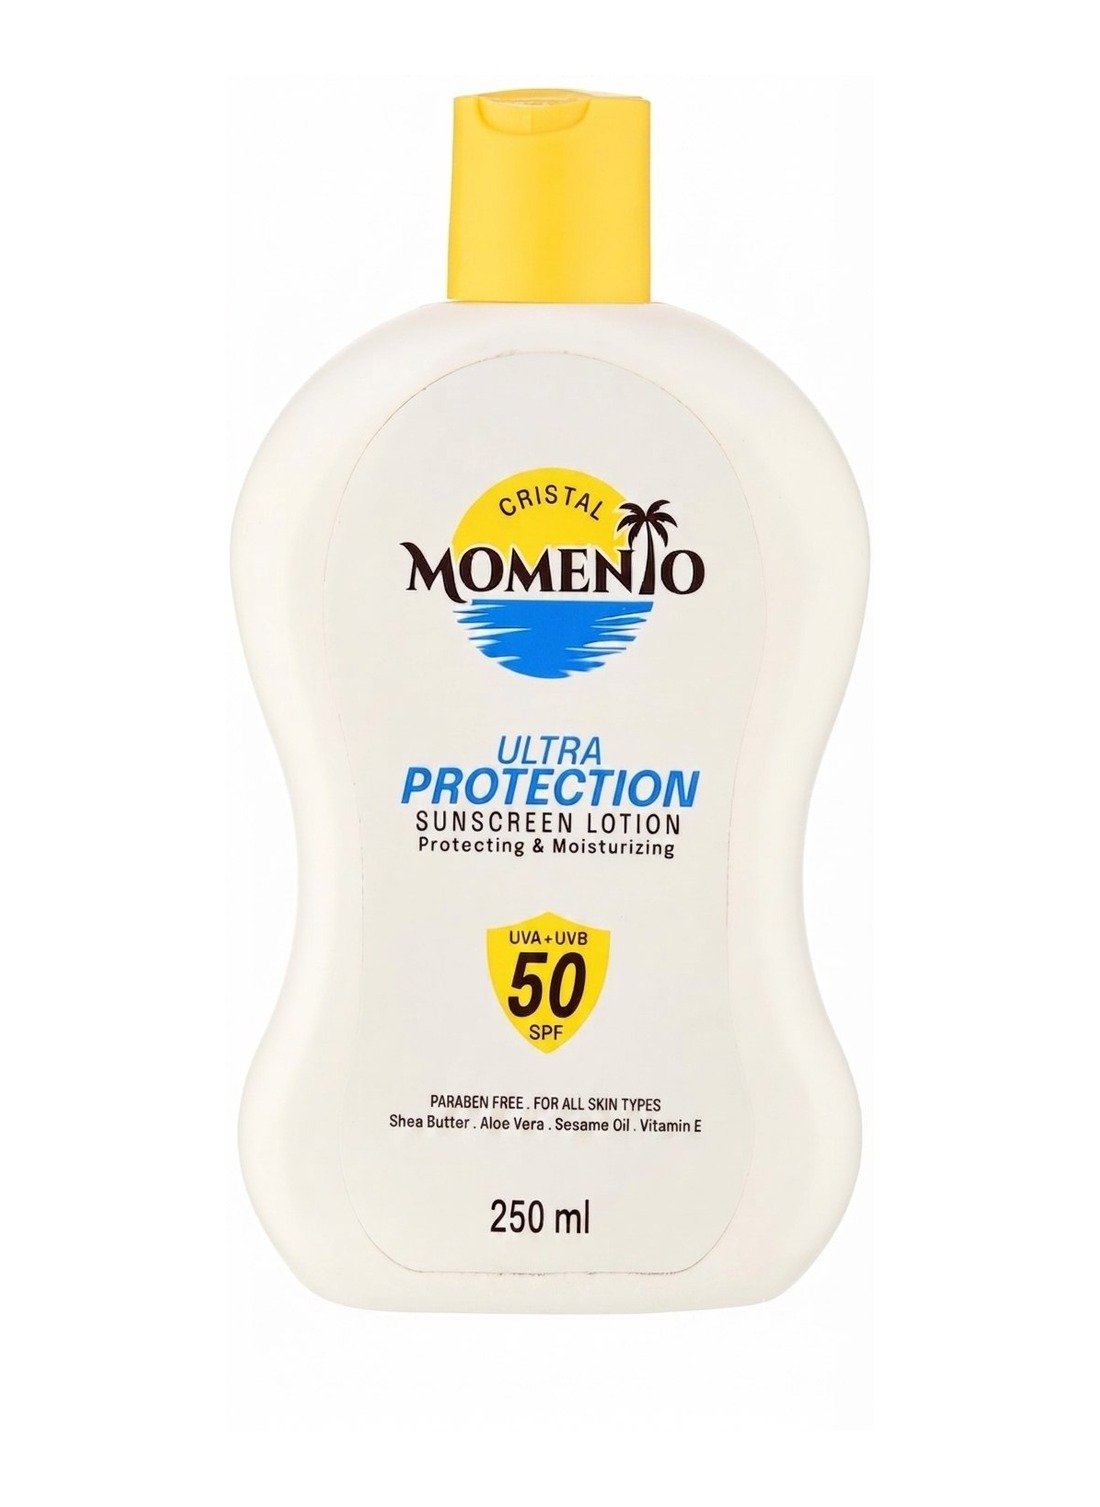 CRISTAL
MOMENTO
ULTRA
PROTECTION
SUNSCREEN LOTION
Protecting & Moisturizing
UVA+UVB
50
SPF
PARABEN FREE . FOR ALL SKIN TYPES
Shea Butter . Aloe Vera . Sesame Oil . Vitamin E
250 ml